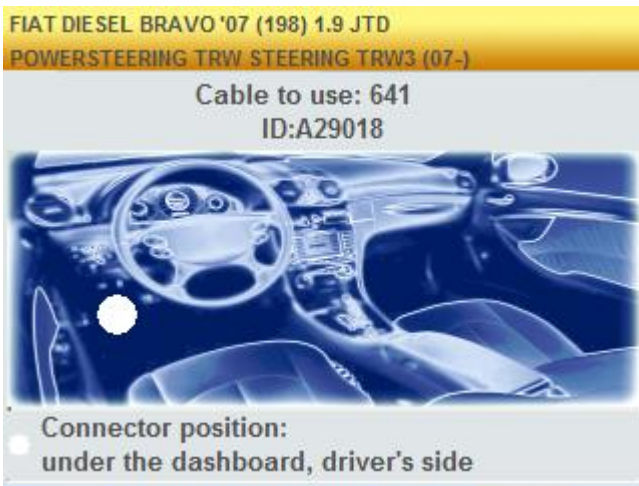 FIAT DIESEL BRAVO '07 (198) 1.9 JTD
POWERSTEERING TRW STEERING TRW3 (07-)
Cable to use: 641
ID:A29018
Connector position:
under the dashboard, driver's side